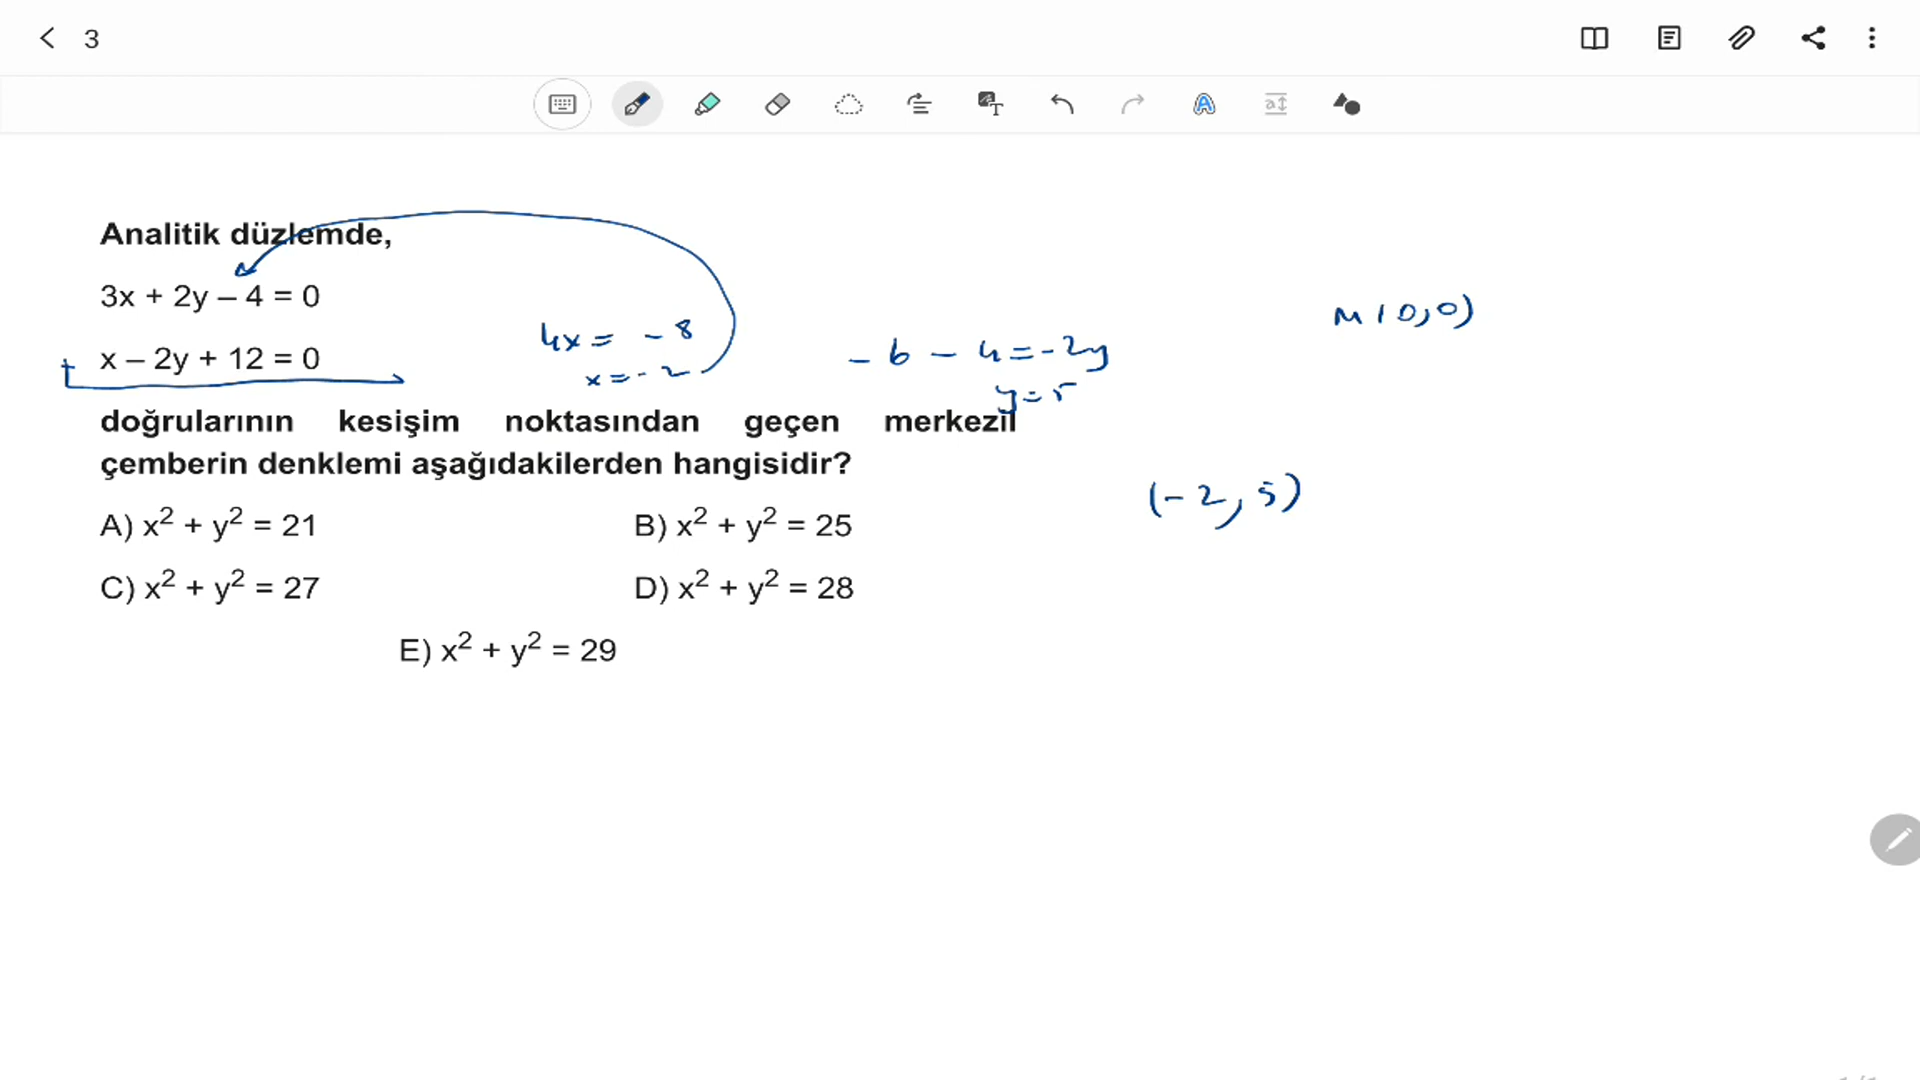 3
Analitik düzlemde,
3x + 2y – 4 = 0
x – 2y + 12 = 0
4x = - 8
x = - 2
- 6 - 4 = -2y
y = 5
M(0,0)
doğrularının kesişim noktasından geçen merkezil
çemberin denklemi aşağıdakilerden hangisidir?
(-2, 5)
A) x² + y² = 21 B) x² + y² = 25
C) x² + y² = 27 D) x² + y² = 28
E) x² + y² = 29